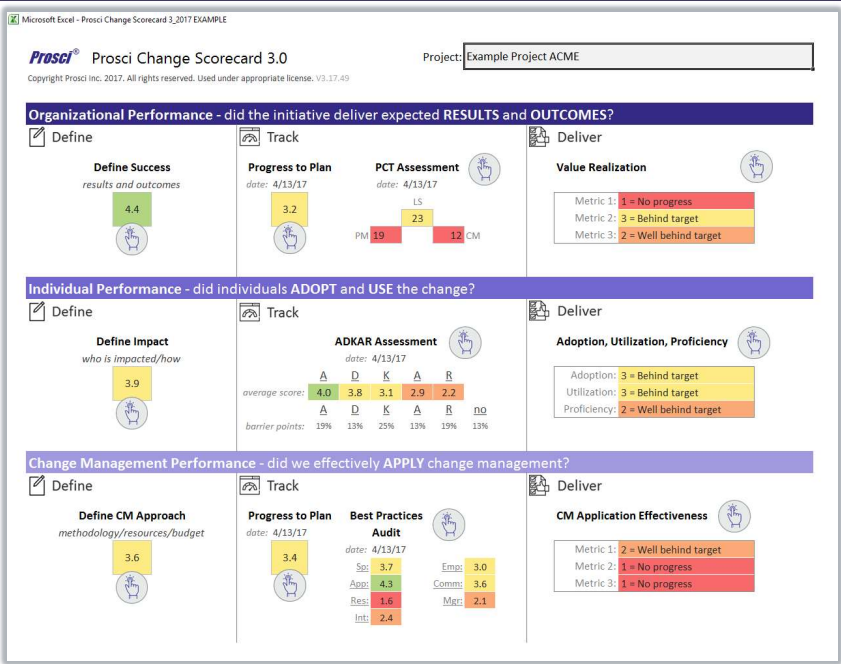 Microsoft Excel - Prosci Change Scorecard 3_2017 EXAMPLE
Prosci® Prosci Change Scorecard 3.0
Project: Example Project ACME
Copyright Prosci Inc. 2017. All rights reserved. Used under appropriate license. V3.17.49
Organizational Performance - did the initiative deliver expected RESULTS and OUTCOMES?
Define
Track
Deliver
Define Success
results and outcomes
4.4
Progress to Plan
date: 4/13/17
3.2
PCT Assessment
date: 4/13/17
LS
23
PM 19 12 CM
Value Realization
Metric 1: 1 = No progress
Metric 2: 3 = Behind target
Metric 3: 2 = Well behind target
Individual Performance - did individuals ADOPT and USE the change?
Define
Track
Deliver
Define Impact
who is impacted/how
3.9
ADKAR Assessment
date: 4/13/17
A D K A R
average score: 4.0 3.8 3.1 2.9 2.2
A D K A R no
barrier points: 19% 13% 25% 13% 19% 13%
Adoption, Utilization, Proficiency
Adoption: 3 = Behind target
Utilization: 3 = Behind target
Proficiency: 2 = Well behind target
Change Management Performance - did we effectively APPLY change management?
Define
Track
Deliver
Define CM Approach
methodology/resources/budget
3.6
Progress to Plan
date: 4/13/17
3.4
Best Practices
Audit
date: 4/13/17
Sp: 3.7 Emp: 3.0
App: 4.3 Comm: 3.6
Res: 1.6 Mgr: 2.1
Int: 2.4
CM Application Effectiveness
Metric 1: 2 = Well behind target
Metric 2: 1 = No progress
Metric 3: 1 = No progress